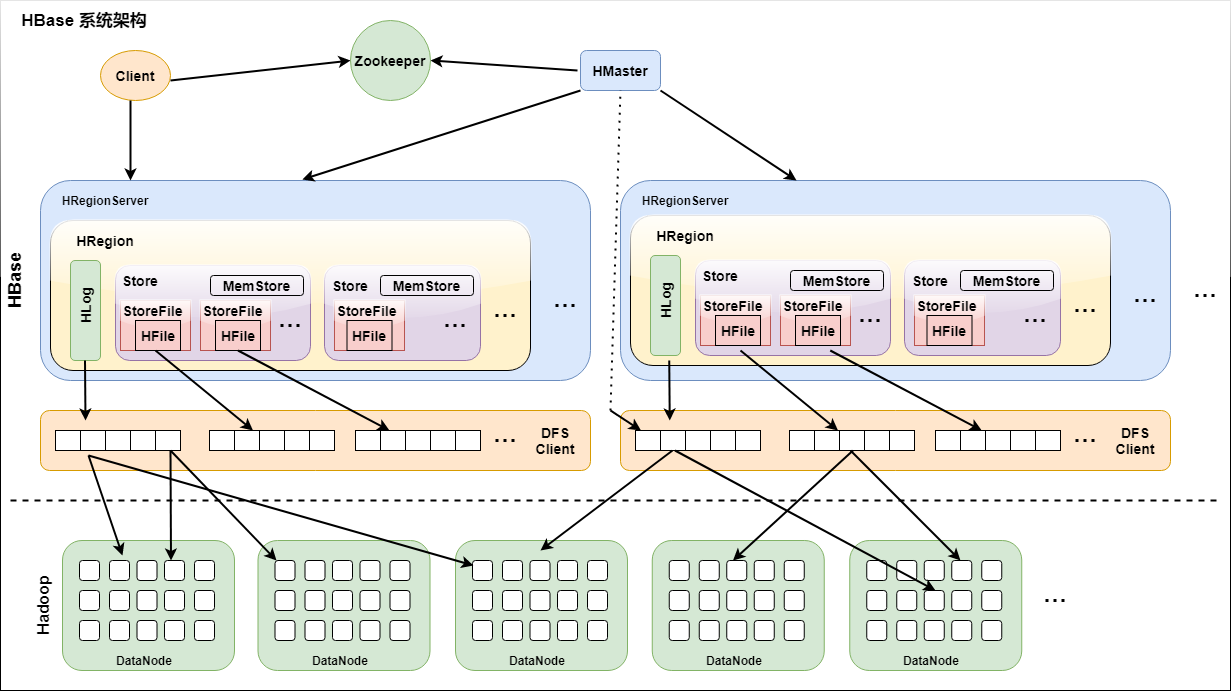 HBase 系统架构
Client
Zookeeper
HMaster
HBase
HRegionServer
HRegion
HLog
Store
MemStore
StoreFile
HFile
StoreFile
HFile
...
Store
MemStore
StoreFile
HFile
...
...
...
HRegionServer
HRegion
HLog
Store
MemStore
StoreFile
HFile
StoreFile
HFile
...
Store
MemStore
StoreFile
HFile
...
...
...
...
...
DFS
Client
...
DFS
Client
Hadoop
DataNode
DataNode
DataNode
DataNode
DataNode
...